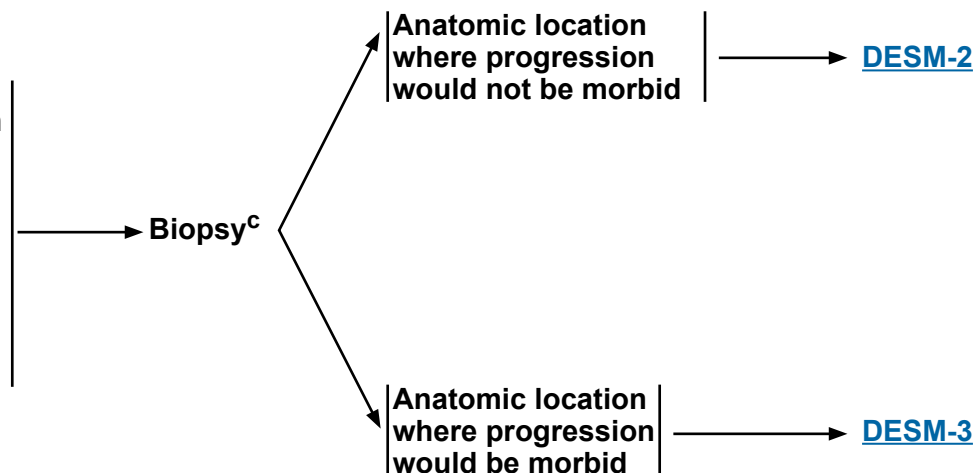 Anatomic location
where progression
would not be morbid
DESM-2
Biopsyᶜ
Anatomic location
where progression
would be morbid
DESM-3